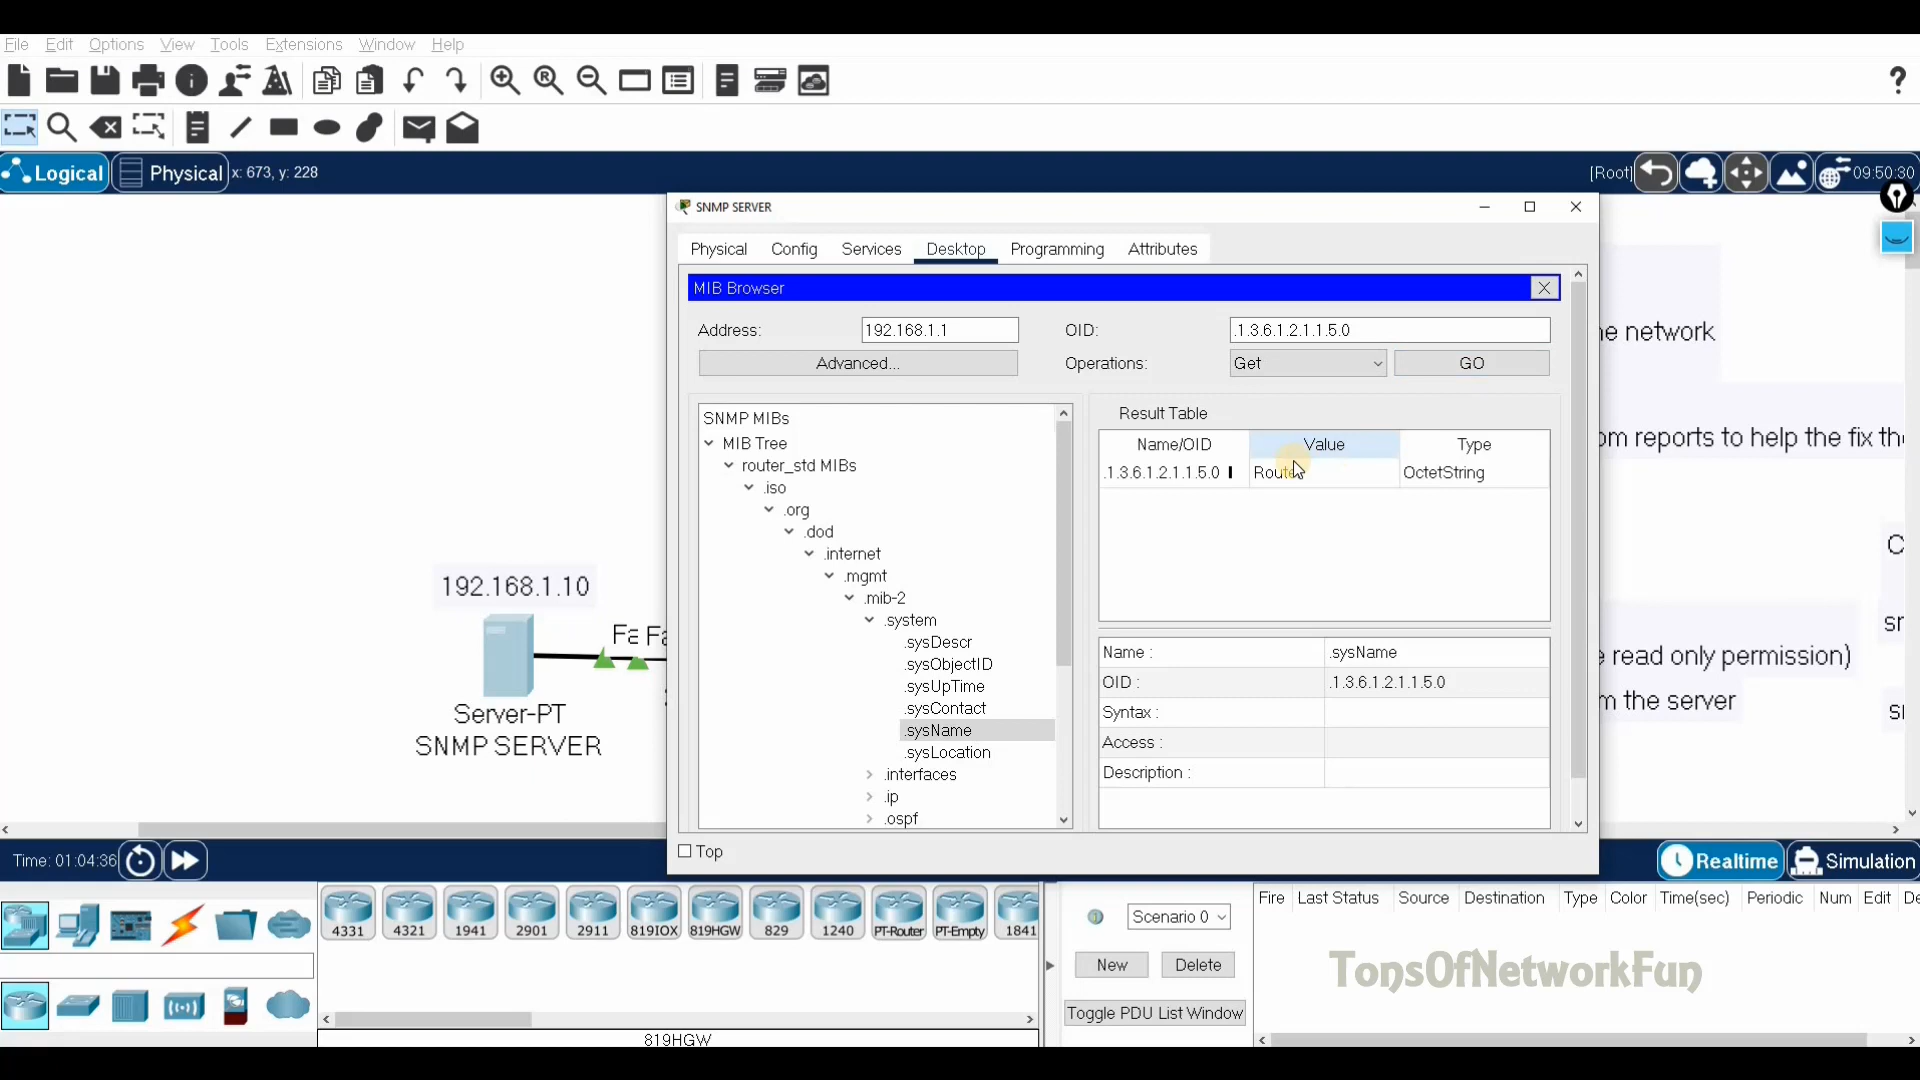 File Edit Options View Tools Extensions Window Help
Logical Physical x: 673, y: 228 [Root] 09:50:30
SNMP SERVER
Physical Config Services Desktop Programming Attributes
MIB Browser
Address: 192.168.1.1 OID: .1.3.6.1.2.1.1.5.0
Advanced... Operations: Get GO
SNMP MIBs
MIB Tree
router_std MIBs
.iso
.org
.dod
.internet
.mgmt
.mib-2
.system
.sysDescr
.sysObjectID
.sysUpTime
.sysContact
.sysName
.sysLocation
.interfaces
.ip
.ospf
Result Table
Name/OID Value Type
.1.3.6.1.2.1.1.5.0 Router OctetString
Name : .sysName
OID : .1.3.6.1.2.1.1.5.0
Syntax :
Access :
Description :
Top
192.168.1.10
Fa Fa
Server-PT
SNMP SERVER
e network
om reports to help the fix th
C
sr
e read only permission)
m the server
Time: 01:04:36
Realtime Simulation
4331 4321 1941 2901 2911 819IOX 819HGW 829 1240 PT-Router PT-Empty 1841
819HGW
Scenario 0
New Delete
Toggle PDU List Window
Fire Last Status Source Destination Type Color Time(sec) Periodic Num Edit De
TonsOfNetworkFun